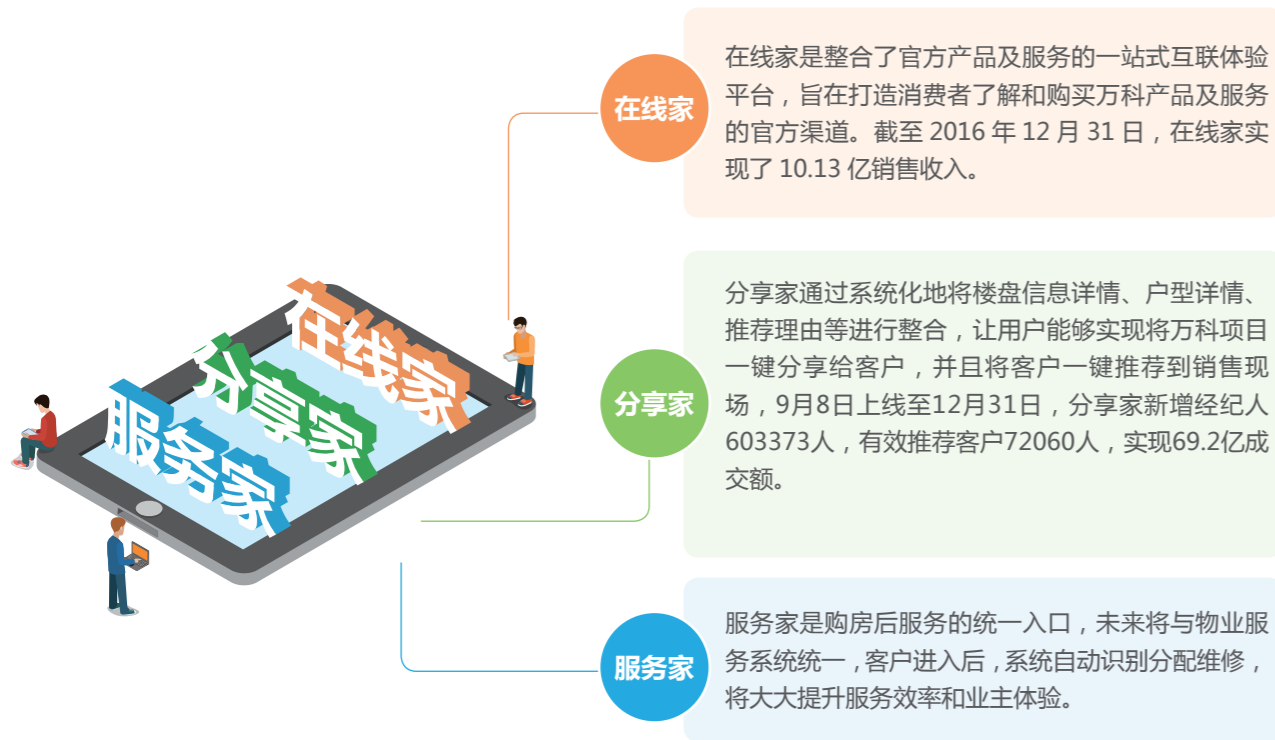 在线家
在线家是整合了官方产品及服务的一站式互联体验
平台，旨在打造消费者了解和购买万科产品及服务
的官方渠道。截至 2016 年 12 月 31 日，在线家实
现了 10.13 亿销售收入。
在线家
分享家
服务家
分享家
分享家通过系统化地将楼盘信息详情、户型详情、
推荐理由等进行整合，让用户能够实现将万科项目
一键分享给客户，并且将客户一键推荐到销售现
场，9月8日上线至12月31日，分享家新增经纪人
603373人，有效推荐客户72060人，实现69.2亿成
交额。
服务家
服务家是购房后服务的统一入口，未来将与物业服
务系统统一，客户进入后，系统自动识别分配维修，
将大大提升服务效率和业主体验。